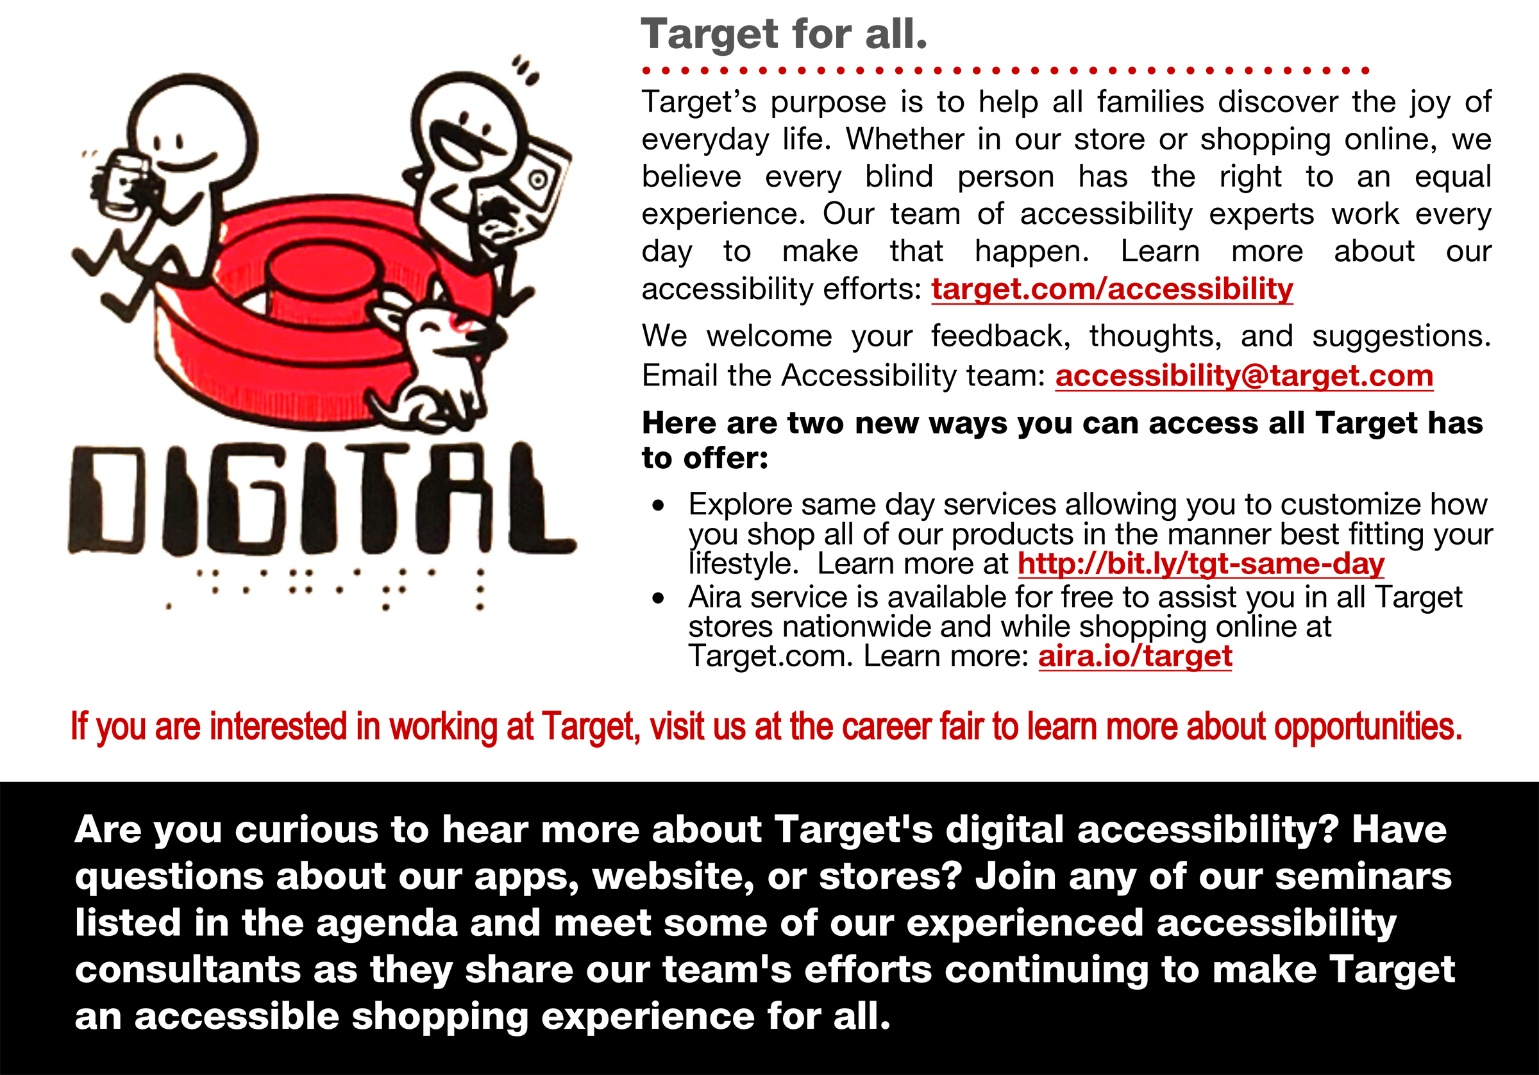 Target for all.
Target’s purpose is to help all families discover the joy of
everyday life. Whether in our store or shopping online, we
believe every blind person has the right to an equal
experience. Our team of accessibility experts work every
day to make that happen. Learn more about our
accessibility efforts: target.com/accessibility
We welcome your feedback, thoughts, and suggestions.
Email the Accessibility team: accessibility@target.com
Here are two new ways you can access all Target has
to offer:
• Explore same day services allowing you to customize how
you shop all of our products in the manner best fitting your
lifestyle.  Learn more at http://bit.ly/tgt-same-day
• Aira service is available for free to assist you in all Target
stores nationwide and while shopping online at
Target.com. Learn more: aira.io/target
DIGITAL
If you are interested in working at Target, visit us at the career fair to learn more about opportunities.
Are you curious to hear more about Target's digital accessibility? Have
questions about our apps, website, or stores? Join any of our seminars
listed in the agenda and meet some of our experienced accessibility
consultants as they share our team's efforts continuing to make Target
an accessible shopping experience for all.